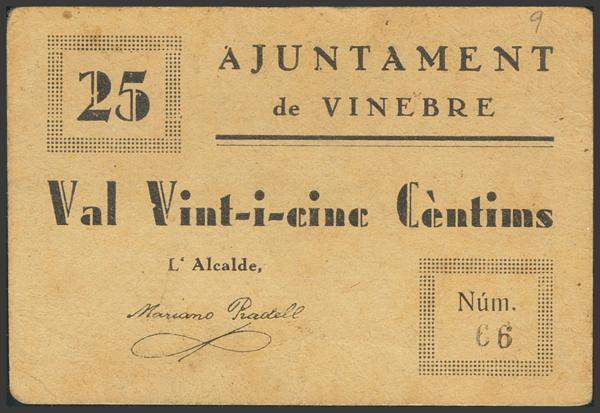 9
25
AJUNTAMENT
de VINEBRE
Val Vint-i-cinc Cèntims
L' Alcalde,
Mariano Pradell
Núm.
66